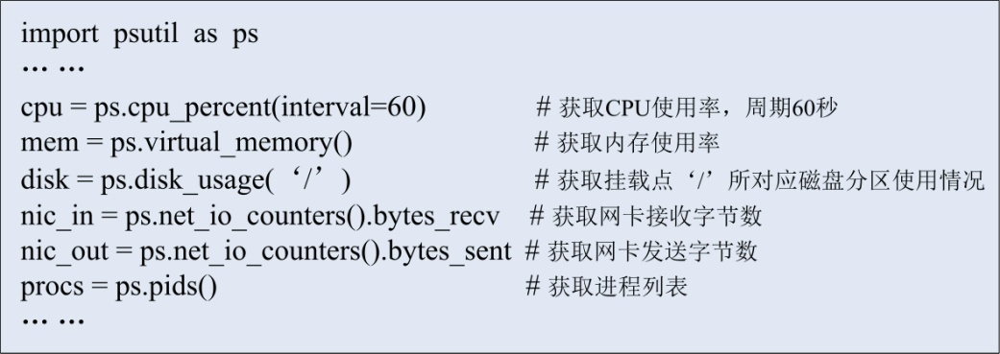 import psutil as ps
… …
cpu = ps.cpu_percent(interval=60) # 获取CPU使用率，周期60秒
mem = ps.virtual_memory() # 获取内存使用率
disk = ps.disk_usage(‘/’) # 获取挂载点‘/’所对应磁盘分区使用情况
nic_in = ps.net_io_counters().bytes_recv # 获取网卡接收字节数
nic_out = ps.net_io_counters().bytes_sent # 获取网卡发送字节数
procs = ps.pids() # 获取进程列表
… …